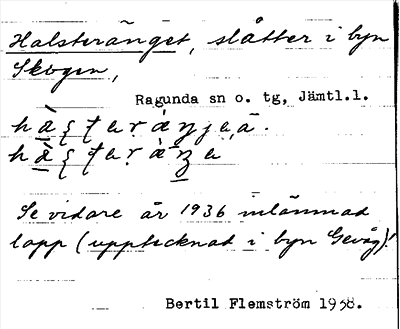 Halsteränget, slåtter i byn
Skogen,
Ragunda sn o. tg, Jämtl.l.
Se vidare år 1936 inlämnad
lapp (upptecknad i byn Gevåg)!
Bertil Flemström 1958.